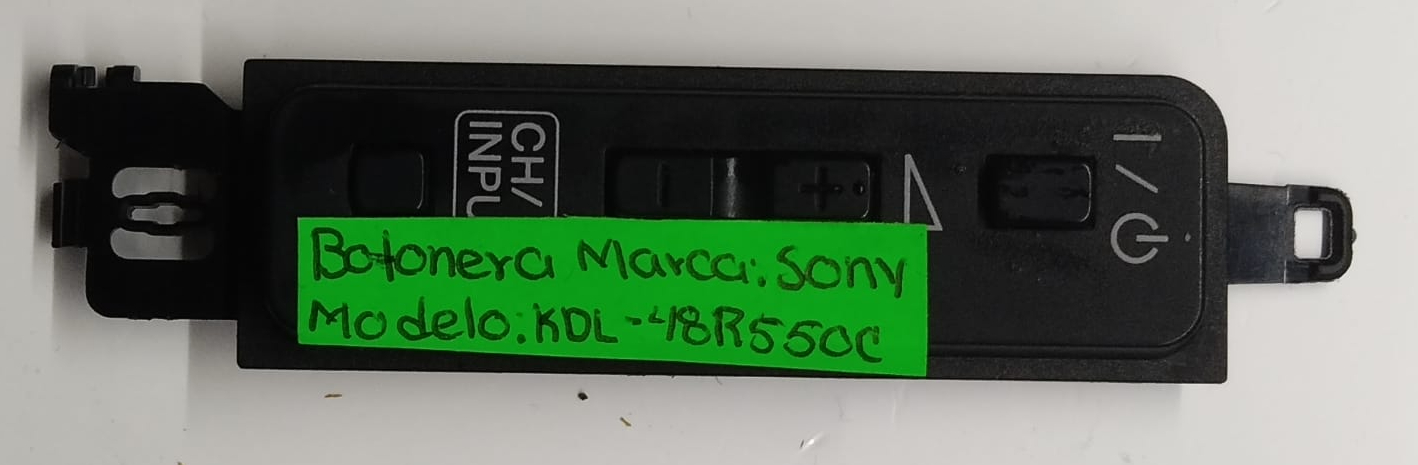 CH/
INPU
- +
I/⏻
Botonera Marca: Sony
Modelo: KDL-48R550C